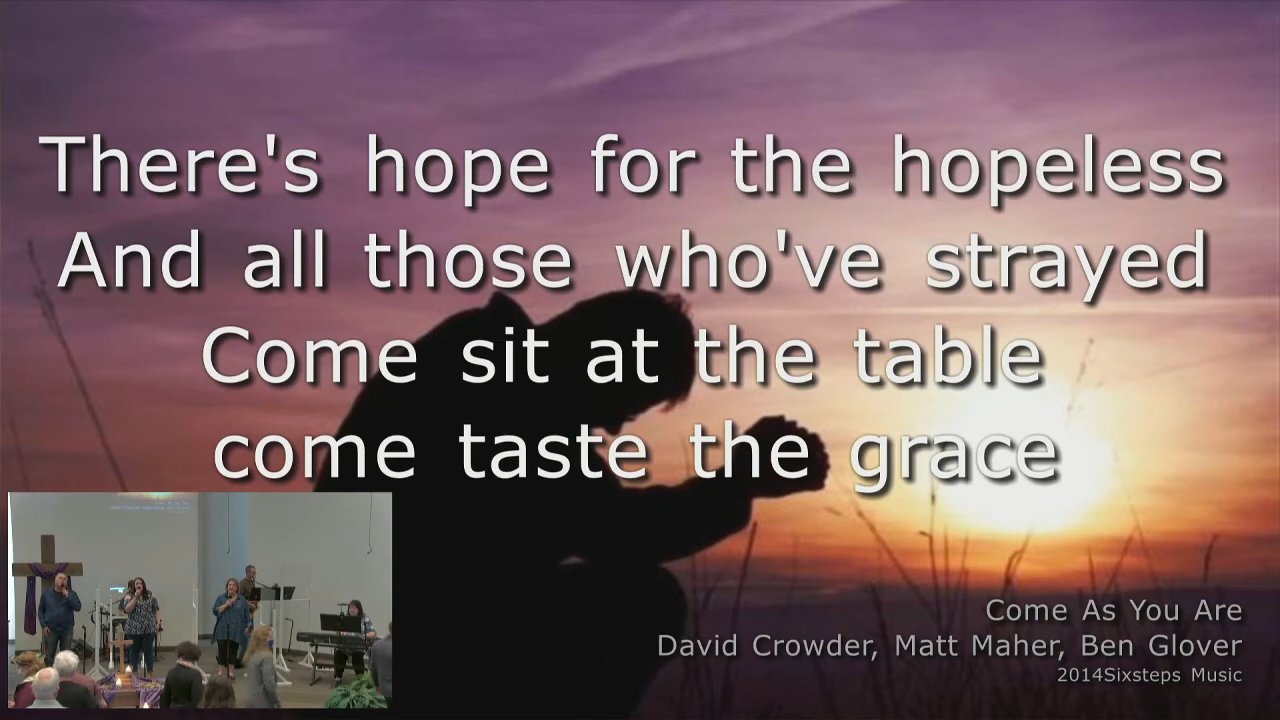 There's hope for the hopeless
And all those who've strayed
Come sit at the table
come taste the grace
Come As You Are
David Crowder, Matt Maher, Ben Glover
2014Sixsteps Music